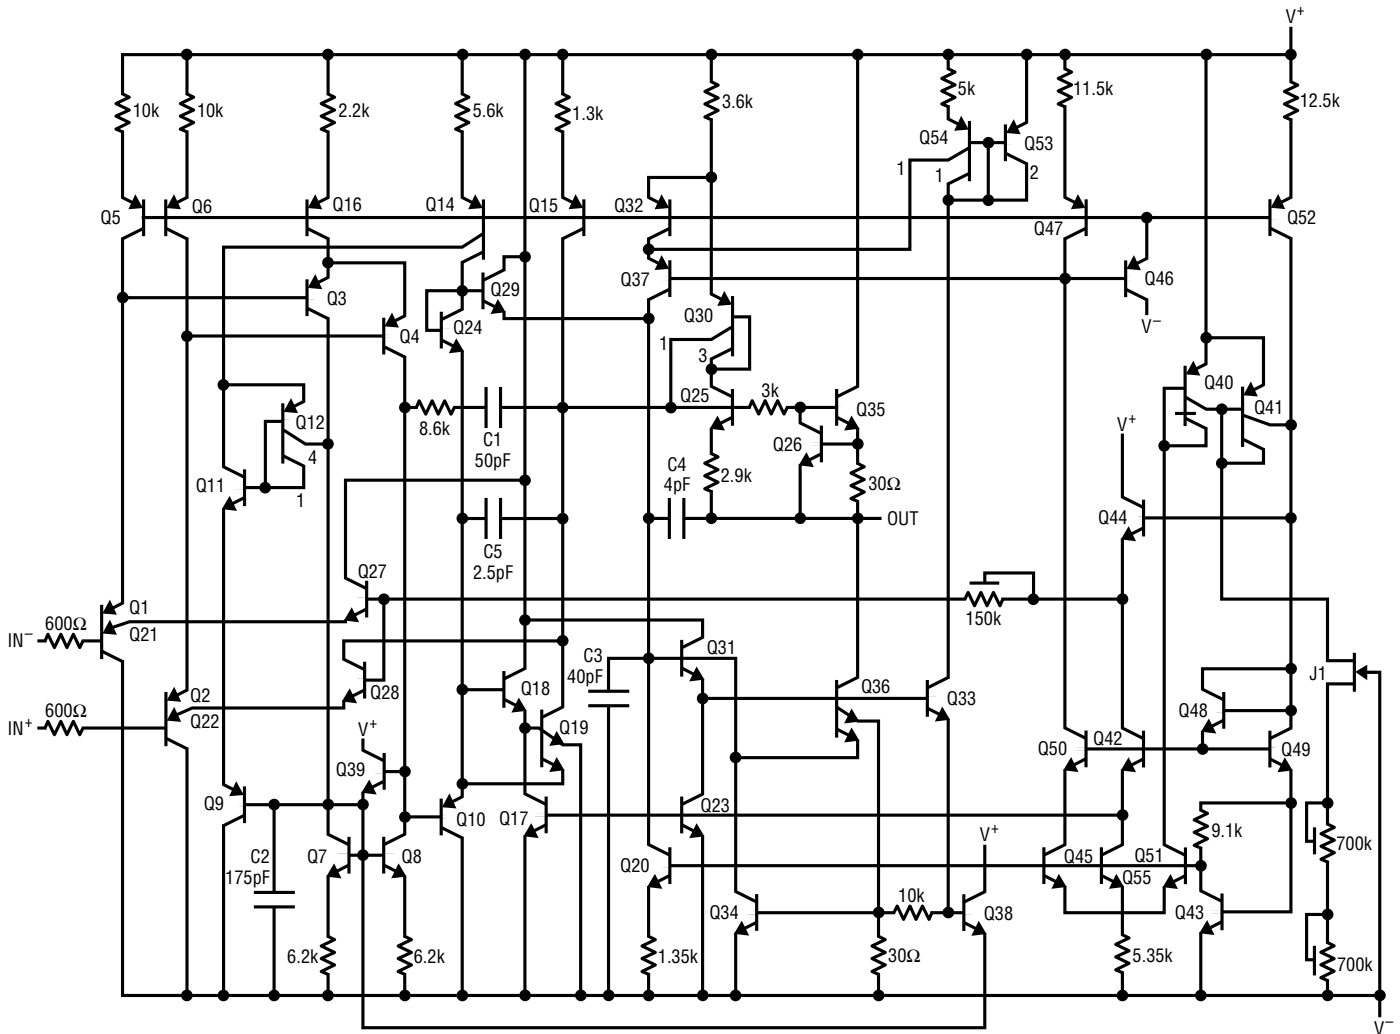 V+
10k
10k
2.2k
5.6k
1.3k
3.6k
5k
11.5k
12.5k
Q54
Q53
1
1
2
Q5
Q6
Q16
Q14
Q15
Q32
Q47
Q52
Q3
Q29
Q37
Q46
V−
Q4
Q24
Q30
1
3
Q40
Q41
Q12
4
Q11
1
8.6k
C1
50pF
Q25
3k
Q35
Q26
V+
C4
4pF
2.9k
30Ω
OUT
Q44
C5
2.5pF
Q27
150k
Q1
Q21
600Ω
IN−
Q31
C3
40pF
J1
Q28
Q2
Q22
600Ω
IN+
V+
Q18
Q19
Q36
Q33
Q48
Q39
Q50
Q42
Q49
Q9
Q10
Q17
Q23
V+
9.1k
700k
Q7
Q8
C2
175pF
Q20
Q45
Q51
Q55
Q34
10k
Q38
Q43
6.2k
6.2k
1.35k
30Ω
5.35k
700k
V−